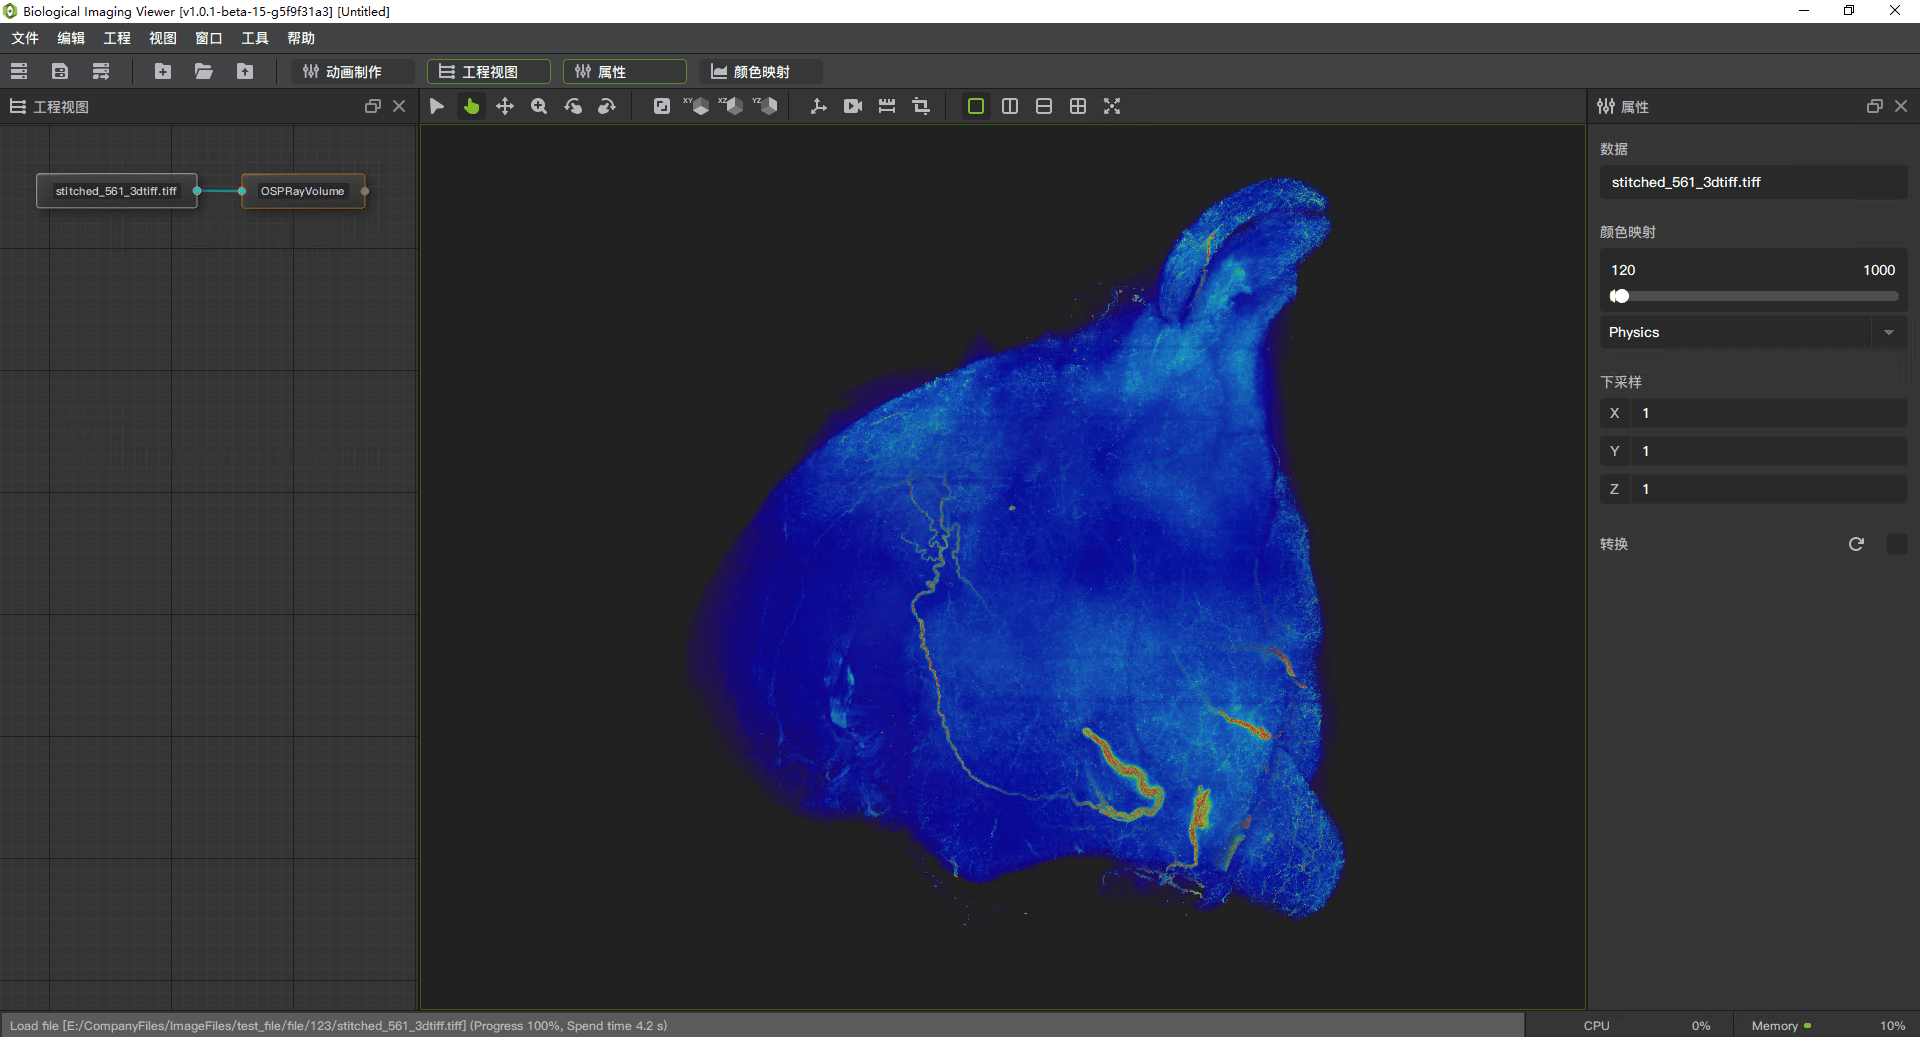 Biological Imaging Viewer [v1.0.1-beta-15-g5f9f31a3] [Untitled]
文件 编辑 工程 视图 窗口 工具 帮助
动画制作 工程视图 属性 颜色映射
工程视图
XY XZ YZ
属性
stitched_561_3dtiff.tiff
OSPRayVolume
数据
stitched_561_3dtiff.tiff
颜色映射
120 1000
Physics
下采样
X 1
Y 1
Z 1
转换
Load file [E:/CompanyFiles/ImageFiles/test_file/file/123/stitched_561_3dtiff.tiff] (Progress 100%, Spend time 4.2 s)
CPU 0% Memory 10%